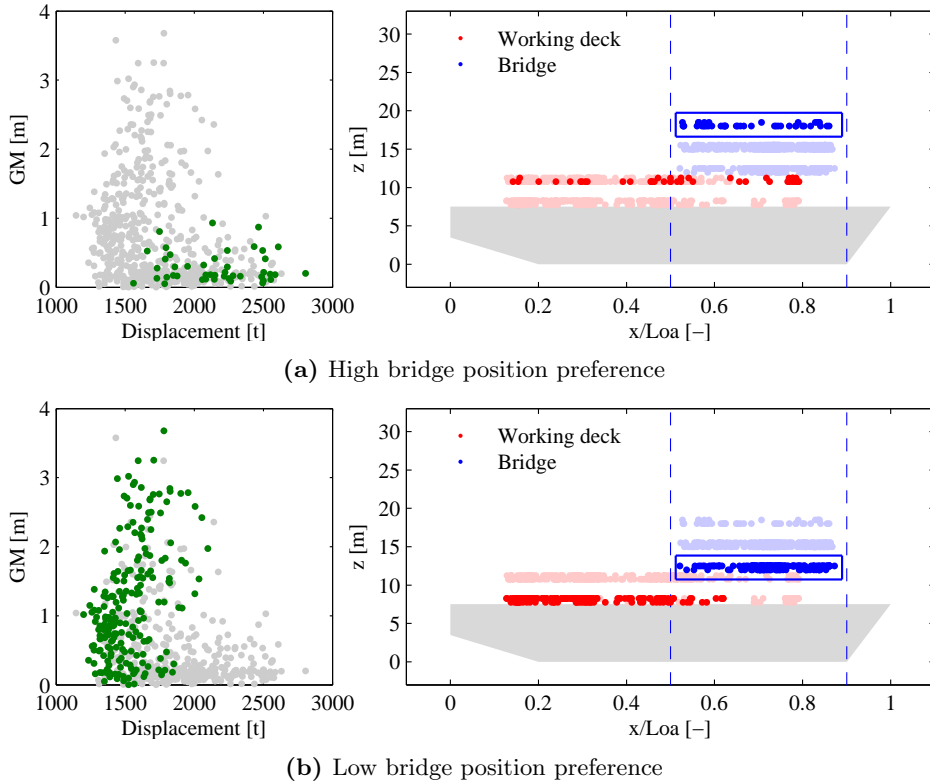 4
3
2
1
0
GM [m]
1000 1500 2000 2500 3000
Displacement [t]
30
25
20
15
10
5
0
z [m]
Working deck
Bridge
0 0.2 0.4 0.6 0.8 1
x/Loa [−]
(a) High bridge position preference
4
3
2
1
0
GM [m]
1000 1500 2000 2500 3000
Displacement [t]
30
25
20
15
10
5
0
z [m]
Working deck
Bridge
0 0.2 0.4 0.6 0.8 1
x/Loa [−]
(b) Low bridge position preference